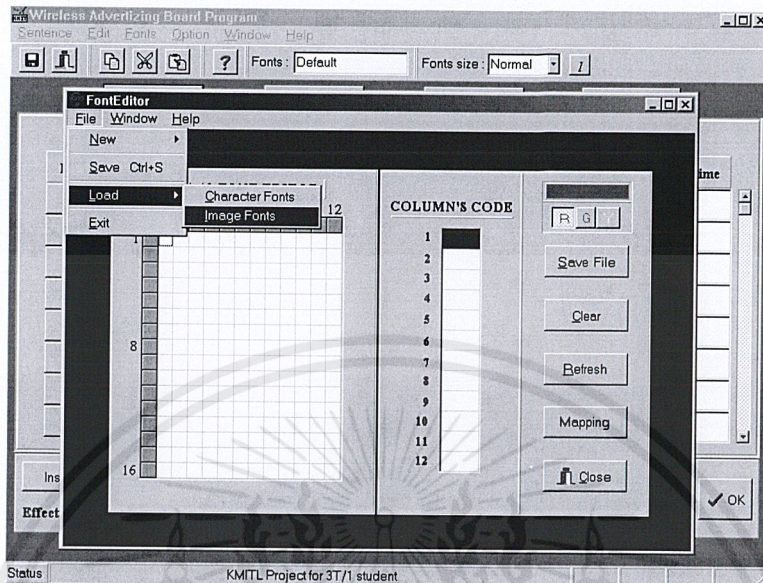 Wireless Advertizing Board Program
Sentence Edit Fonts Option Window Help
Fonts : Default Fonts size : Normal 1
FontEditor
File Window Help
New
Save Ctrl+S
Load
Exit
Character Fonts
Image Fonts
12
1
8
16
COLUMN'S CODE
1
2
3
4
5
6
7
8
9
10
11
12
R G Y
Save File
Clear
Refresh
Mapping
Close
ime
Ins
Effect
OK
Status KMITL Project for 3T/1 student